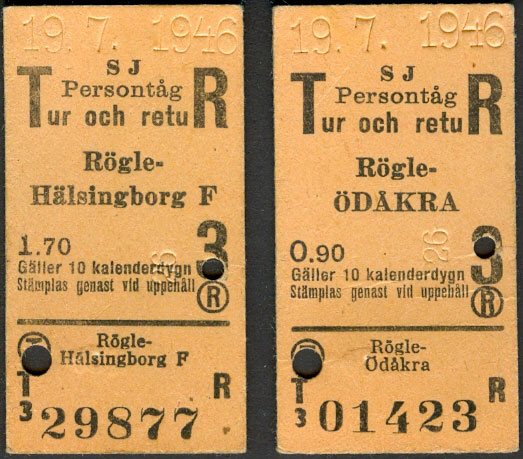 19. 7. 1946
S J
Persontåg
Tur och retuR
Rögle-
Hälsingborg F
1.70
3
26
Gäller 10 kalenderdygn
Stämplas genast vid uppehåll
R
Rögle-
Hälsingborg F
T R
3 29877
19. 7. 1946
S J
Persontåg
Tur och retuR
Rögle-
ÖDÅKRA
0.90
3
26
Gäller 10 kalenderdygn
Stämplas genast vid uppehåll
R
Rögle-
Ödåkra
T R
3 01423